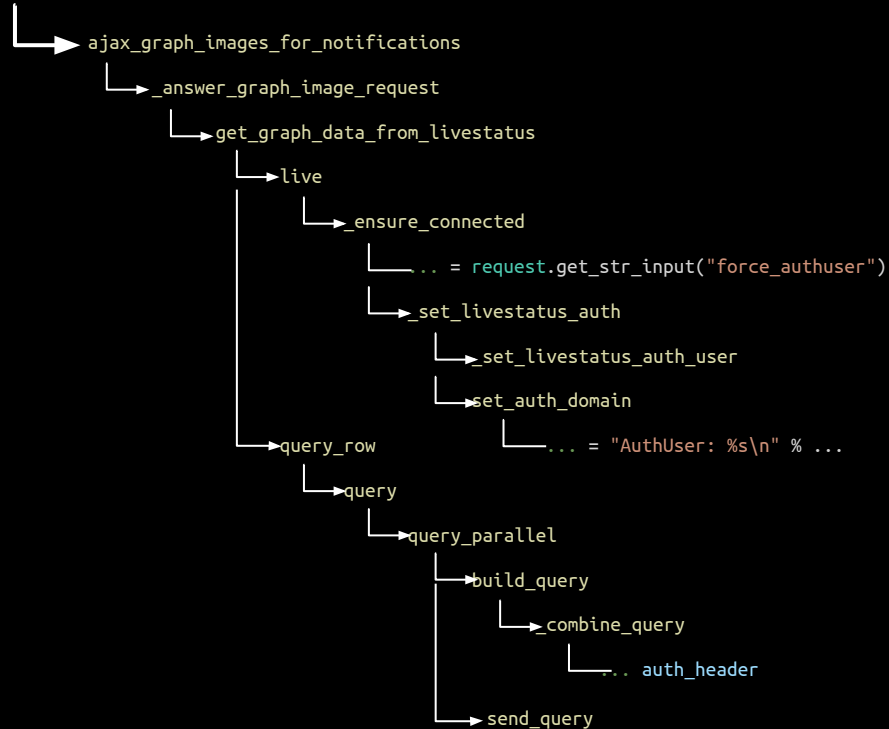 ajax_graph_images_for_notifications
_answer_graph_image_request
get_graph_data_from_livestatus
live
_ensure_connected
... = request.get_str_input("force_authuser")
_set_livestatus_auth
_set_livestatus_auth_user
set_auth_domain
... = "AuthUser: %s\n" % ...
query_row
query
query_parallel
build_query
_combine_query
... auth_header
send_query